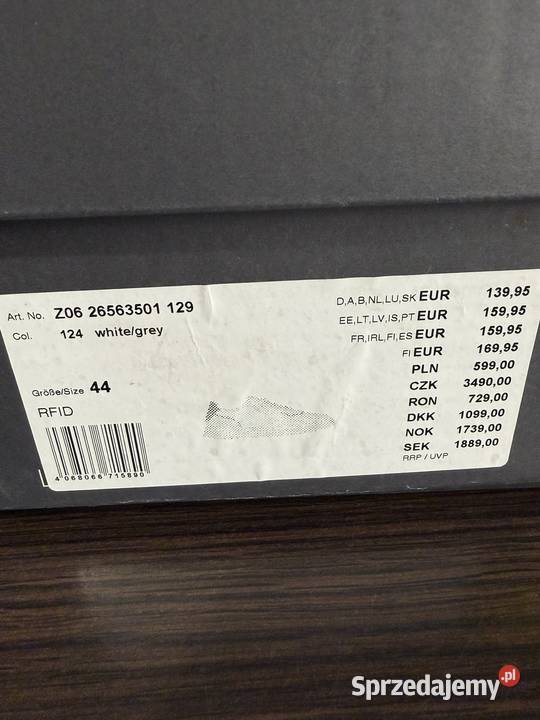 Art. No. Z06 26563501 129
Col. 124 white/grey
Größe/Size 44
RFID
4068066715890
D,A,B,NL,LU,SK EUR 139,95
EE,LT,LV,IS,PT EUR 159,95
FR,IRL,FI,ES EUR 159,95
FI EUR 169,95
PLN 599,00
CZK 3490,00
RON 729,00
DKK 1099,00
NOK 1739,00
SEK 1889,00
RRP / UVP
Sprzedajemy.pl